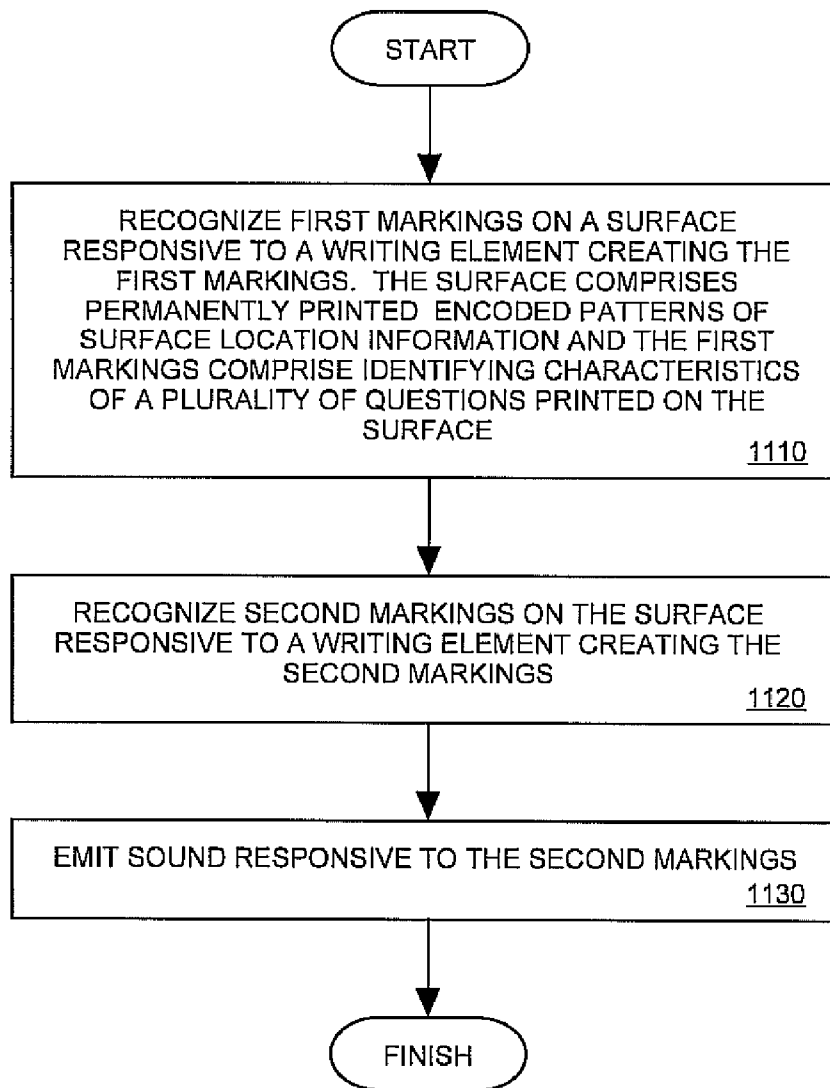 START
RECOGNIZE FIRST MARKINGS ON A SURFACE
RESPONSIVE TO A WRITING ELEMENT CREATING THE
FIRST MARKINGS. THE SURFACE COMPRISES
PERMANENTLY PRINTED ENCODED PATTERNS OF
SURFACE LOCATION INFORMATION AND THE FIRST
MARKINGS COMPRISE IDENTIFYING CHARACTERISTICS
OF A PLURALITY OF QUESTIONS PRINTED ON THE
SURFACE
1110
RECOGNIZE SECOND MARKINGS ON THE SURFACE
RESPONSIVE TO A WRITING ELEMENT CREATING THE
SECOND MARKINGS
1120
EMIT SOUND RESPONSIVE TO THE SECOND MARKINGS
1130
FINISH